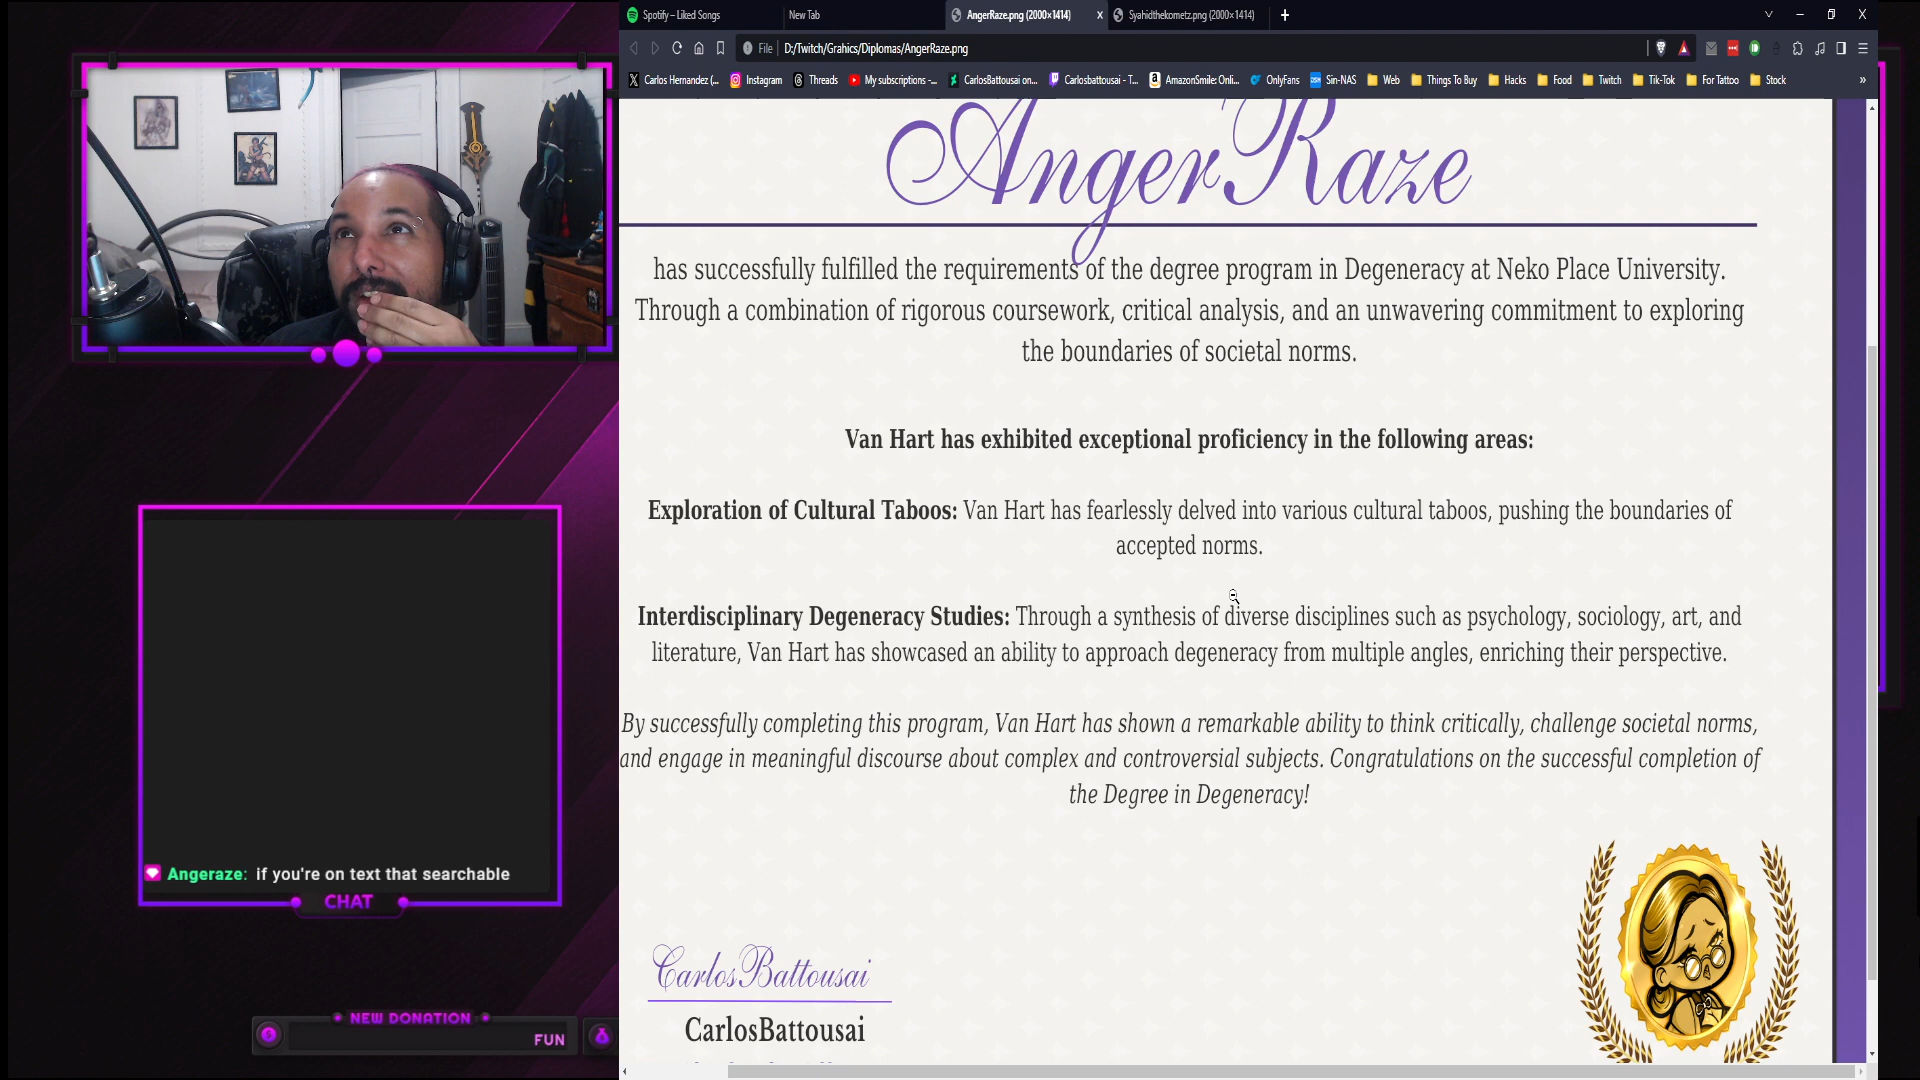 Spotify – Liked Songs
New Tab
AngerRaze.png (2000×1414)
Syahidthekometz.png (2000×1414)
File
D:/Twitch/Grahics/Diplomas/AngerRaze.png
Carlos Hernandez (...
Instagram
Threads
My subscriptions -...
CarlosBattousai on...
Carlosbattousai - T...
AmazonSmile: Onli...
OnlyFans
Sin-NAS
Web
Things To Buy
Hacks
Food
Twitch
Tik-Tok
For Tattoo
Stock
AngerRaze
has successfully fulfilled the requirements of the degree program in Degeneracy at Neko Place University.
Through a combination of rigorous coursework, critical analysis, and an unwavering commitment to exploring
the boundaries of societal norms.
Van Hart has exhibited exceptional proficiency in the following areas:
Exploration of Cultural Taboos: Van Hart has fearlessly delved into various cultural taboos, pushing the boundaries of
accepted norms.
Interdisciplinary Degeneracy Studies: Through a synthesis of diverse disciplines such as psychology, sociology, art, and
literature, Van Hart has showcased an ability to approach degeneracy from multiple angles, enriching their perspective.
By successfully completing this program, Van Hart has shown a remarkable ability to think critically, challenge societal norms,
and engage in meaningful discourse about complex and controversial subjects. Congratulations on the successful completion of
the Degree in Degeneracy!
CarlosBattousai
CarlosBattousai
Angeraze: if you're on text that searchable
CHAT
NEW DONATION
FUN